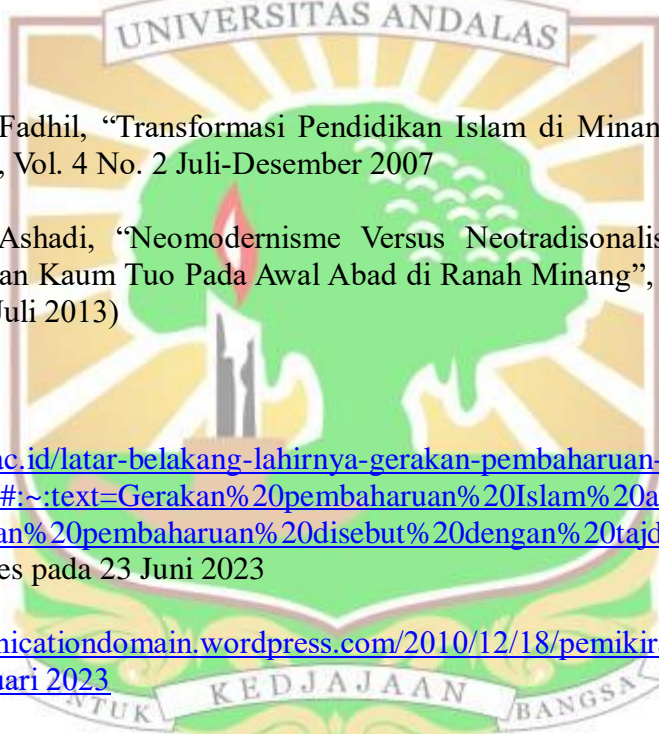 UNIVERSITAS ANDALAS
Fadhil, “Transformasi Pendidikan Islam di Minan
, Vol. 4 No. 2 Juli-Desember 2007
Ashadi, “Neomodernisme Versus Neotradisonalis
an Kaum Tuo Pada Awal Abad di Ranah Minang”,
Juli 2013)
ac.id/latar-belakang-lahirnya-gerakan-pembaharuan-
#:~:text=Gerakan%20pembaharuan%20Islam%20a
an%20pembaharuan%20disebut%20dengan%20tajd
es pada 23 Juni 2023
nicationdomain.wordpress.com/2010/12/18/pemikira
uari 2023
NTUK KEDJAJAAN BANGSA